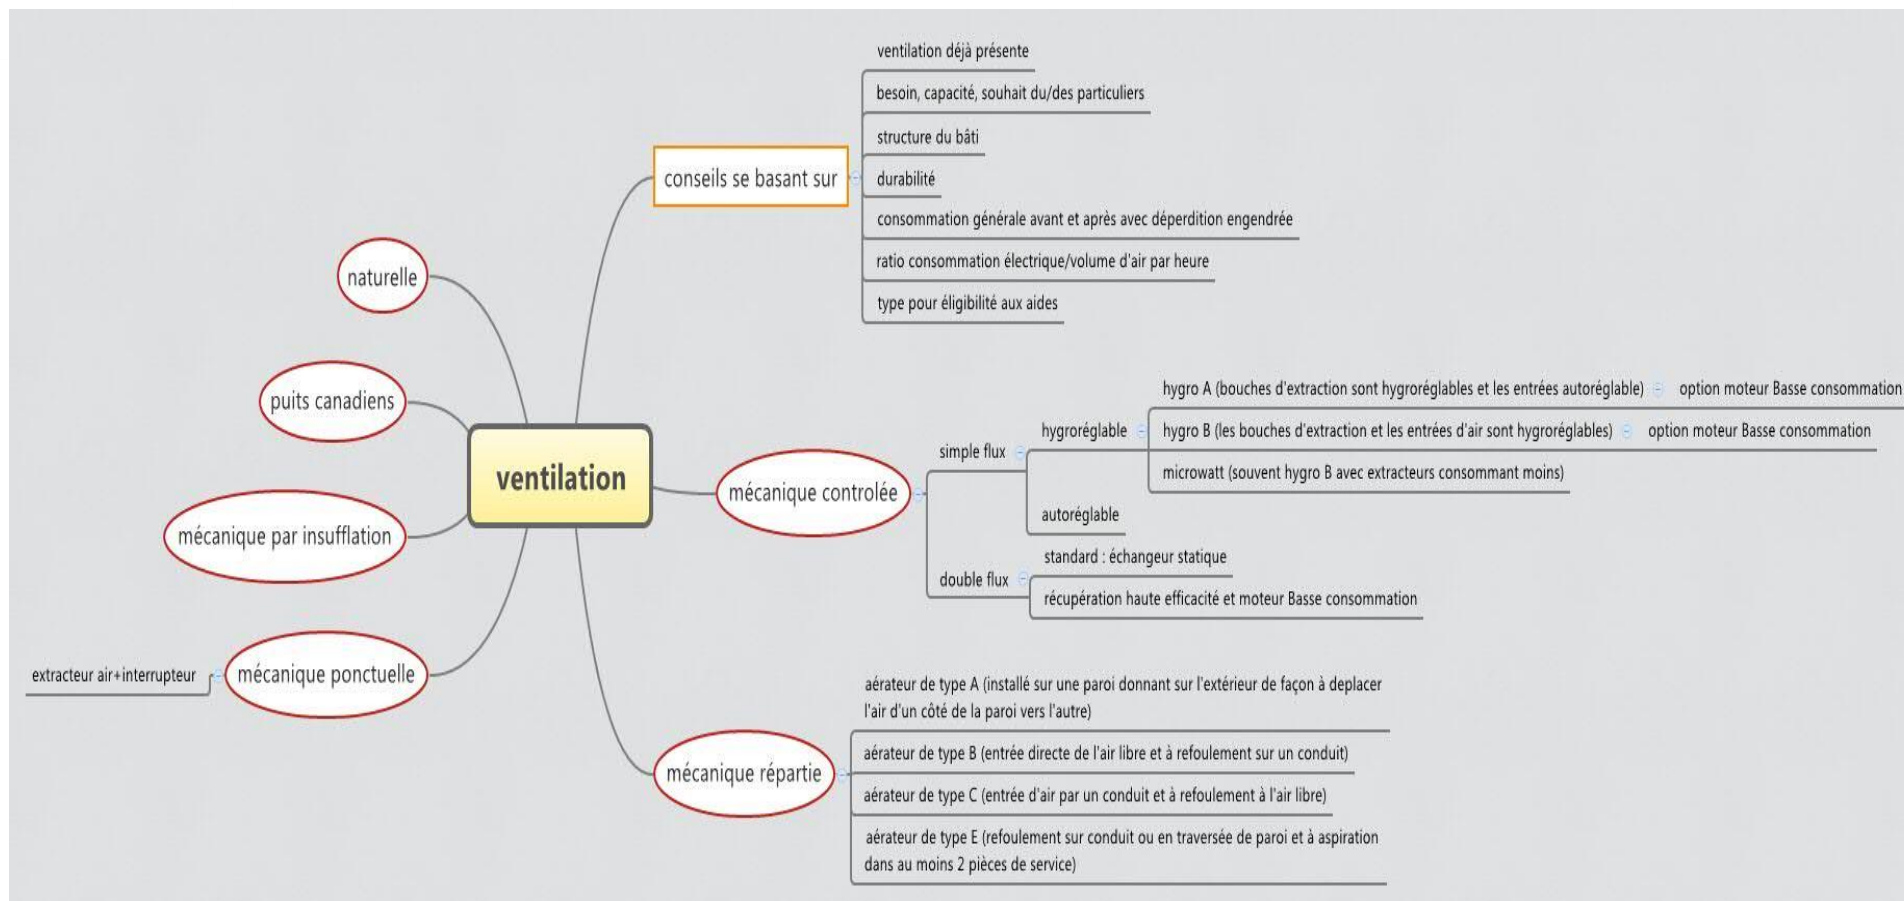 ventilation déjà présente
besoin, capacité, souhait du/des particuliers
structure du bâti
conseils se basant sur
durabilité
consommation générale avant et après avec déperdition engendrée
ratio consommation électrique/volume d'air par heure
type pour éligibilité aux aides
naturelle
puits canadiens
ventilation
mécanique par insufflation
mécanique ponctuelle
extracteur air+interrupteur
mécanique controlée
simple flux
hygroréglable
hygro A (bouches d'extraction sont hygroréglables et les entrées autoréglable)
option moteur Basse consommation
hygro B (les bouches d'extraction et les entrées d'air sont hygroréglables)
option moteur Basse consommation
microwatt (souvent hygro B avec extracteurs consommant moins)
autoréglable
double flux
standard : échangeur statique
récupération haute efficacité et moteur Basse consommation
mécanique répartie
aérateur de type A (installé sur une paroi donnant sur l'extérieur de façon à deplacer
l'air d'un côté de la paroi vers l'autre)
aérateur de type B (entrée directe de l'air libre et à refoulement sur un conduit)
aérateur de type C (entrée d'air par un conduit et à refoulement à l'air libre)
aérateur de type E (refoulement sur conduit ou en traversée de paroi et à aspiration
dans au moins 2 pièces de service)